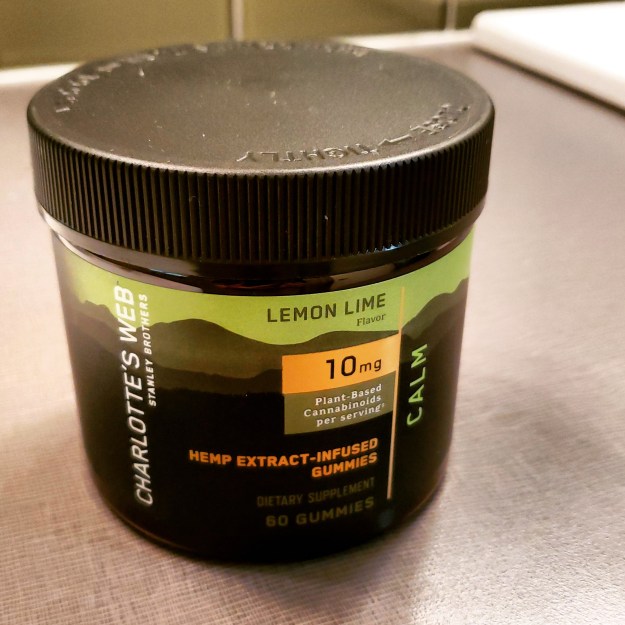 TIGHTLY
CHARLOTTE'S WEB
STANLEY BROTHERS
LEMON LIME
Flavor
10mg
Plant-Based
Cannabinoids
per serving
CALM
HEMP EXTRACT-INFUSED
GUMMIES
DIETARY SUPPLEMENT
60 GUMMIES